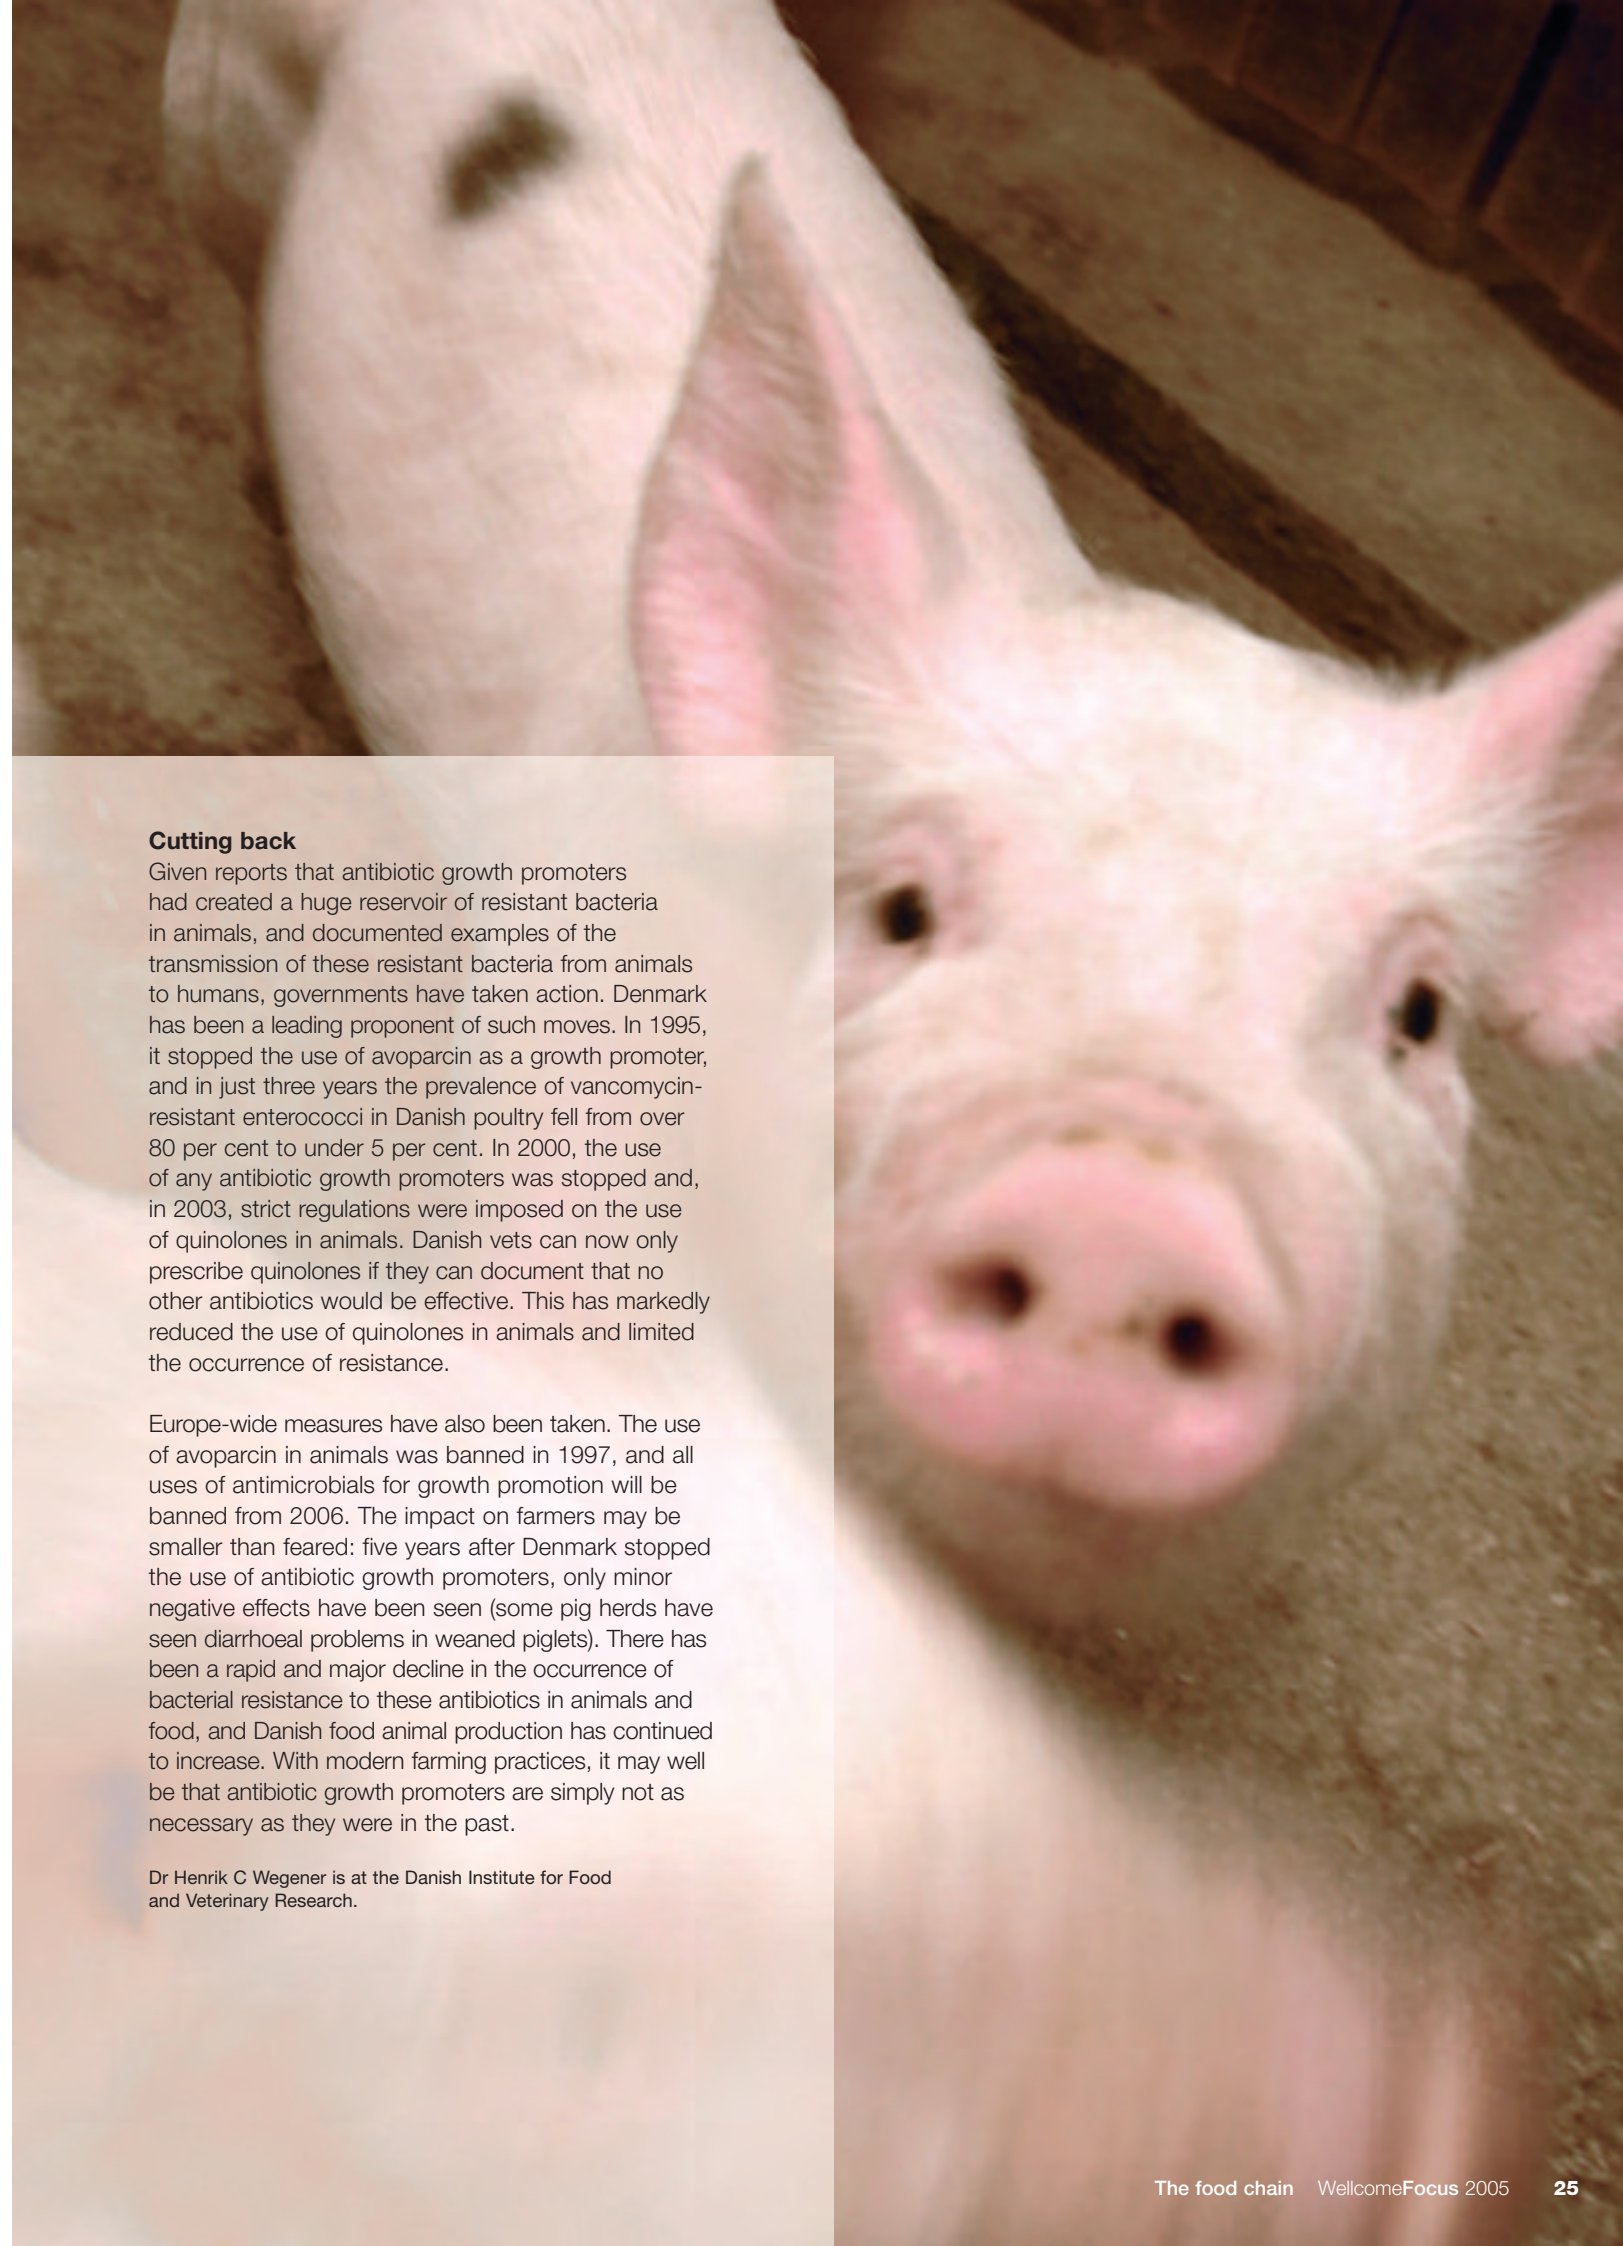 Cutting back
Given reports that antibiotic growth promoters
had created a huge reservoir of resistant bacteria
in animals, and documented examples of the
transmission of these resistant bacteria from animals
to humans, governments have taken action. Denmark
has been a leading proponent of such moves. In 1995,
it stopped the use of avoparcin as a growth promoter,
and in just three years the prevalence of vancomycin-
resistant enterococci in Danish poultry fell from over
80 per cent to under 5 per cent. In 2000, the use
of any antibiotic growth promoters was stopped and,
in 2003, strict regulations were imposed on the use
of quinolones in animals. Danish vets can now only
prescribe quinolones if they can document that no
other antibiotics would be effective. This has markedly
reduced the use of quinolones in animals and limited
the occurrence of resistance.
Europe-wide measures have also been taken. The use
of avoparcin in animals was banned in 1997, and all
uses of antimicrobials for growth promotion will be
banned from 2006. The impact on farmers may be
smaller than feared: five years after Denmark stopped
the use of antibiotic growth promoters, only minor
negative effects have been seen (some pig herds have
seen diarrhoeal problems in weaned piglets). There has
been a rapid and major decline in the occurrence of
bacterial resistance to these antibiotics in animals and
food, and Danish food animal production has continued
to increase. With modern farming practices, it may well
be that antibiotic growth promoters are simply not as
necessary as they were in the past.
Dr Henrik C Wegener is at the Danish Institute for Food
and Veterinary Research.
The food chain WellcomeFocus 2005 25